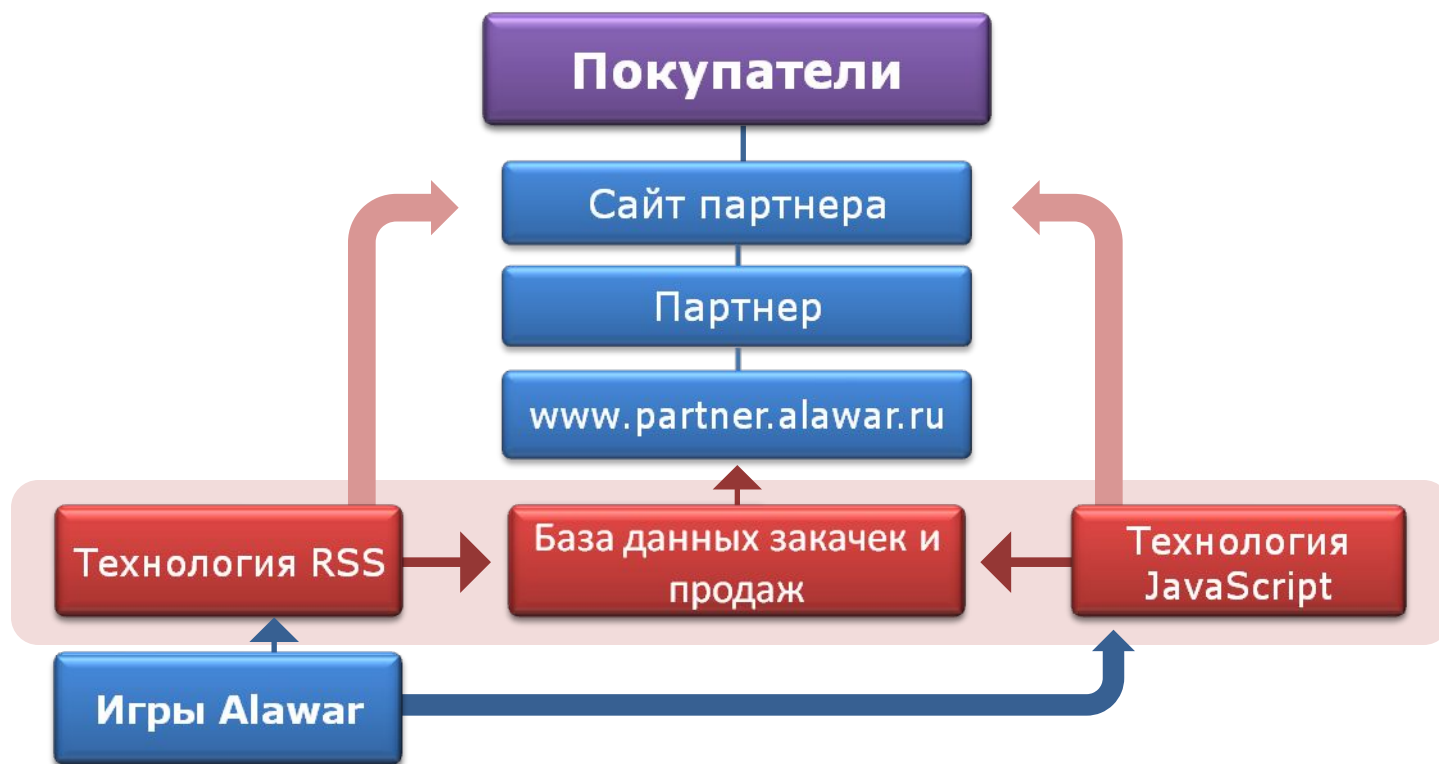 Покупатели
Сайт партнера
Партнер
www.partner.alawar.ru
Технология RSS
База данных закачек и
продаж
Технология
JavaScript
Игры Alawar